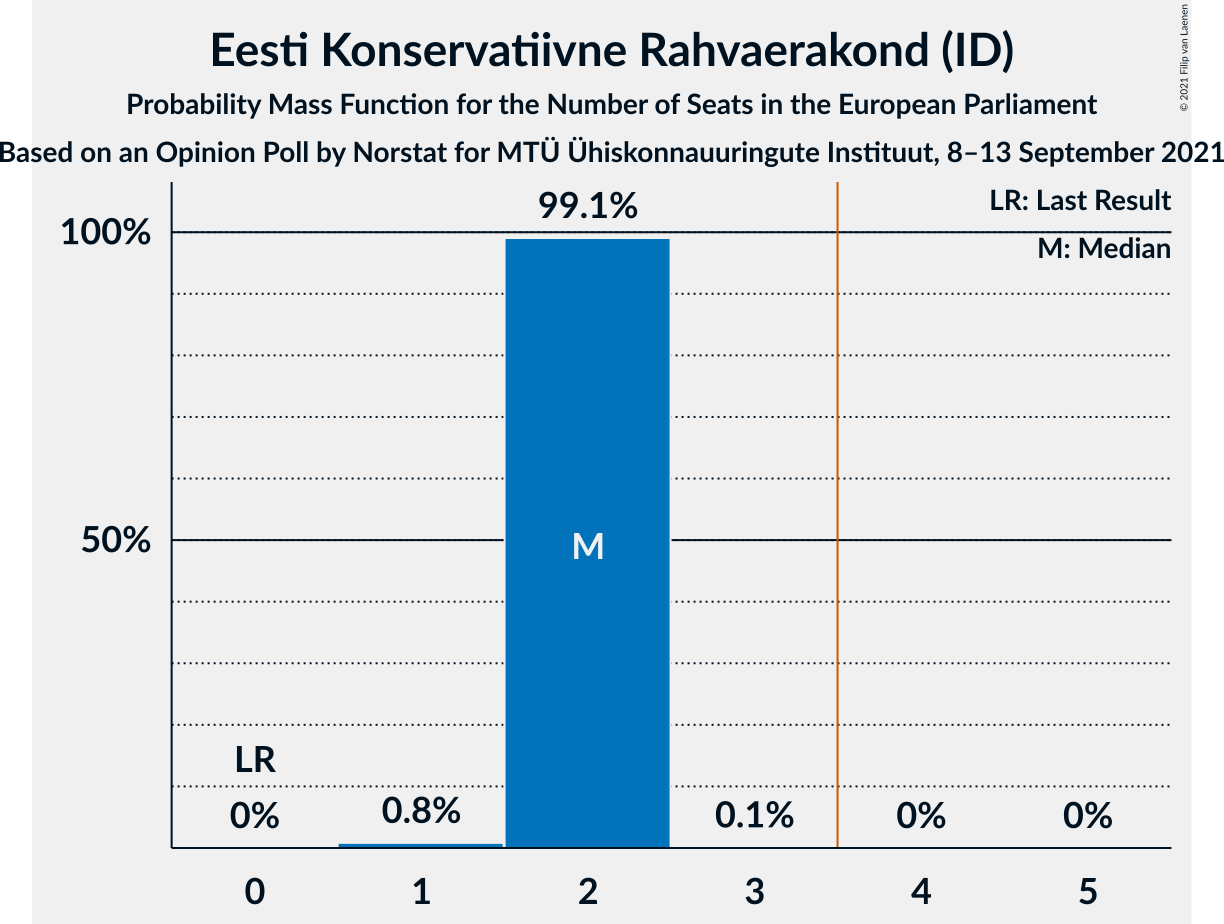 Eesti Konservatiivne Rahvaerakond (ID)
Probability Mass Function for the Number of Seats in the European Parliament
Based on an Opinion Poll by Norstat for MTÜ Ühiskonnauuringute Instituut, 8–13 September 2021
© 2021 Filip van Laenen
LR: Last Result
M: Median
99.1%
100%
50%
M
LR
0%
0.8%
0.1%
0%
0%
0 1 2 3 4 5